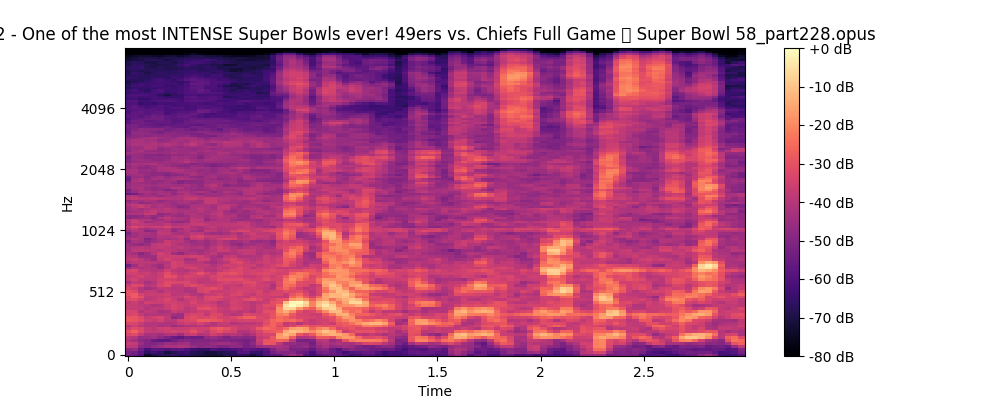 2 - One of the most INTENSE Super Bowls ever! 49ers vs. Chiefs Full Game ▯ Super Bowl 58_part228.opus
+0 dB
-10 dB
-20 dB
-30 dB
-40 dB
-50 dB
-60 dB
-70 dB
-80 dB
4096
2048
1024
512
0
Hz
0
0.5
1
1.5
2
2.5
Time